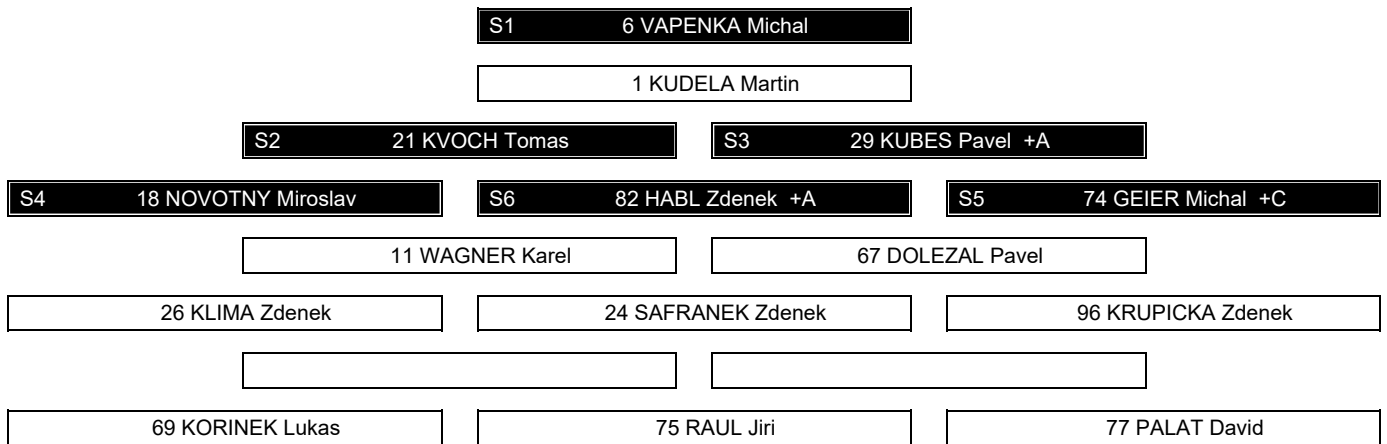 S1 6 VAPENKA Michal
1 KUDELA Martin
S2 21 KVOCH Tomas S3 29 KUBES Pavel +A
S4 18 NOVOTNY Miroslav S6 82 HABL Zdenek +A S5 74 GEIER Michal +C
11 WAGNER Karel 67 DOLEZAL Pavel
26 KLIMA Zdenek 24 SAFRANEK Zdenek 96 KRUPICKA Zdenek
69 KORINEK Lukas 75 RAUL Jiri 77 PALAT David